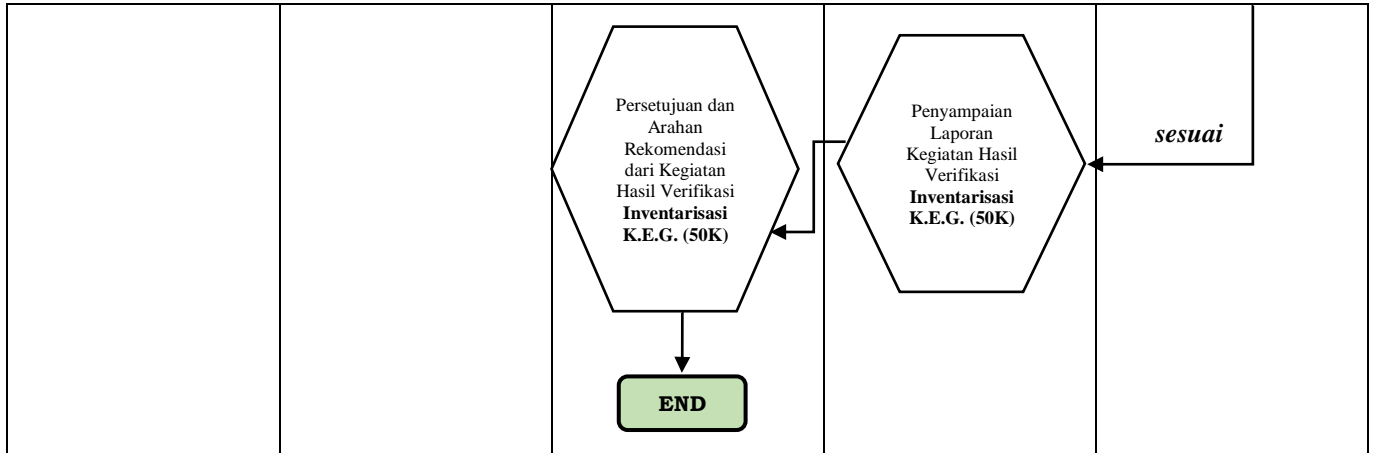 Persetujuan dan
Arahan
Rekomendasi
dari Kegiatan
Hasil Verifikasi
Inventarisasi
K.E.G. (50K)
Penyampaian
Laporan
Kegiatan Hasil
Verifikasi
Inventarisasi
K.E.G. (50K)
sesuai
END